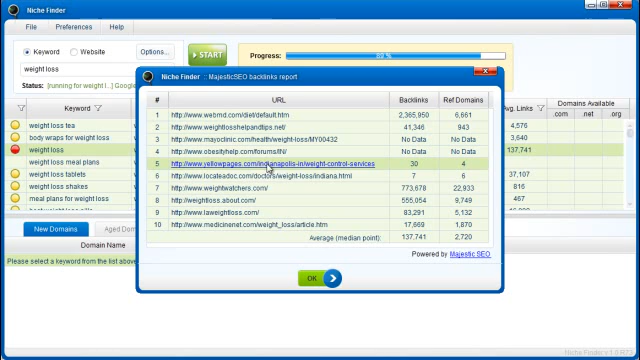 Niche Finder
File Preferences Help
Keyword Website Options...
START
Progress: 89 %
weight loss
Status: [running for weight l...] Google
Niche Finder :: MajesticSEO backlinks report
# URL Backlinks Ref Domains
1 http://www.webmd.com/diet/default.htm 2,365,950 6,661
2 http://www.weightlosshelpandtips.net/ 41,346 943
3 http://www.mayoclinic.com/health/weight-loss/MY00432 No Data No Data
4 http://www.obesityhelp.com/forums/IN/ No Data No Data
5 http://www.yellowpages.com/indianapolis-in/weight-control-services 30 4
6 http://www.locateadoc.com/doctors/weight-loss/indiana.html 7 6
7 http://www.weightwatchers.com/ 773,678 22,933
8 http://weightloss.about.com/ 555,054 9,749
9 http://www.laweightloss.com/ 83,291 5,132
10 http://www.medicinenet.com/weight_loss/article.htm 17,669 1,870
Average (median point): 137,741 2,720
Powered by Majestic SEO
OK
Keyword
weight loss tea
body wraps for weight loss
weight loss
weight loss meal plans
weight loss tablets
weight loss shakes
meal plans for weight loss
Avg. Links Domains Available
.com .net .org
4,576
3,640
137,741
37,107
816
467
New Domains Aged Dom
Domain Name
Please select a keyword from the list above